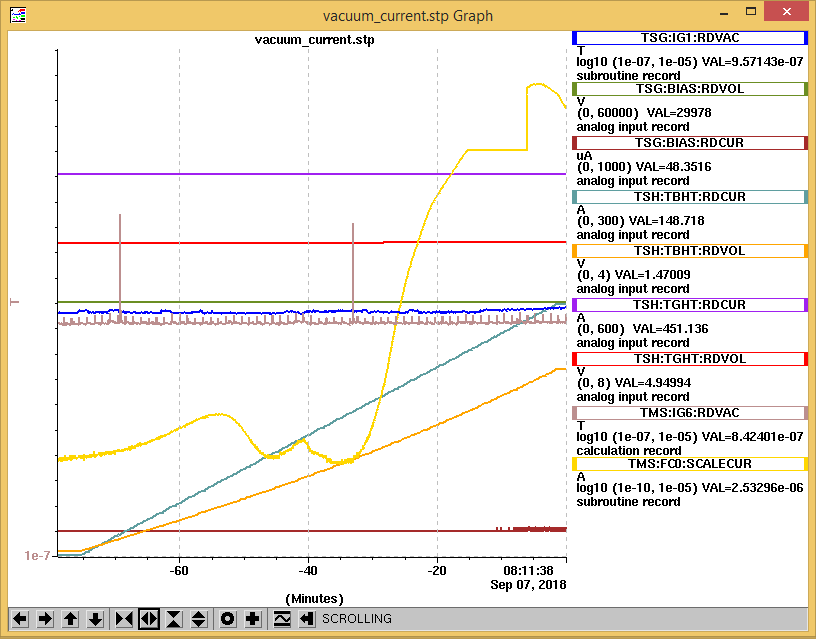 vacuum_current.stp Graph
vacuum_current.stp
T
1e-7
-60
-40
-20
08:11:38
Sep 07, 2018
(Minutes)
TSG:IG1:RDVAC
T
log10 (1e-07, 1e-05) VAL=9.57143e-07
subroutine record
TSG:BIAS:RDVOL
V
(0, 60000) VAL=29978
analog input record
TSG:BIAS:RDCUR
uA
(0, 1000) VAL=48.3516
analog input record
TSH:TBHT:RDCUR
A
(0, 300) VAL=148.718
analog input record
TSH:TBHT:RDVOL
V
(0, 4) VAL=1.47009
analog input record
TSH:TGHT:RDCUR
A
(0, 600) VAL=451.136
analog input record
TSH:TGHT:RDVOL
V
(0, 8) VAL=4.94994
analog input record
TMS:IG6:RDVAC
T
log10 (1e-07, 1e-05) VAL=8.42401e-07
calculation record
TMS:FC0:SCALECUR
A
log10 (1e-10, 1e-05) VAL=2.53296e-06
subroutine record
SCROLLING